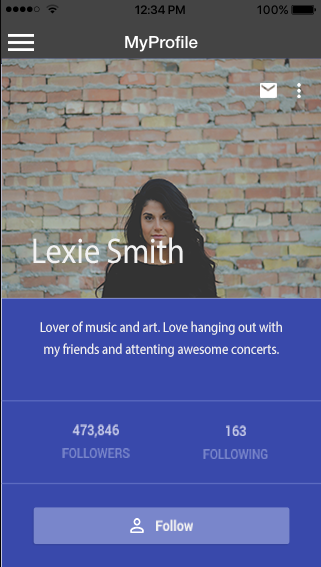 12:34 PM 100%
MyProfile
Lexie Smith
Lover of music and art. Love hanging out with
my friends and attenting awesome concerts.
473,846 163
FOLLOWERS FOLLOWING
Follow